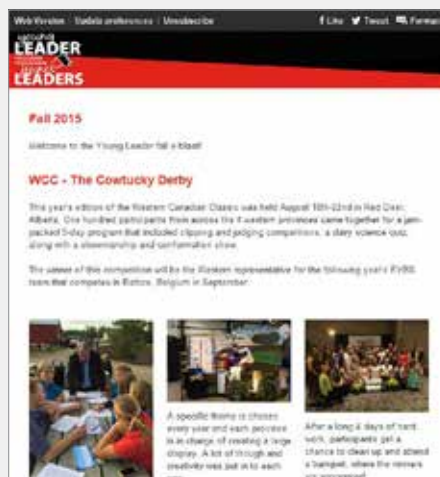 Web Version | Update preferences | Unsubscribe
Like Tweet Forward
LEADER
LEADERS
Fall 2015
Welcome to the Young Leader fall e-blast!
WCC - The Cowtucky Derby
This year's edition of the Western Canadian Classic was held August 18th-22nd in Red Deer,
Alberta. One hundred participants from across the 4 western provinces came together for a jam-
packed 5-day program that included clipping and judging competitions, a dairy science quiz,
along with a showmanship and conformation show.
The winner of this competition will be the Western representative for the following year's
team that competes in Battice, Belgium in September.
A specific theme is chosen
every year and each province
is in charge of creating a large
display. A lot of though and
creativity was put in to each
After a long 4 days of hard
work, participants get a
chance to clean up and attend
a banquet, where the winners
are announced